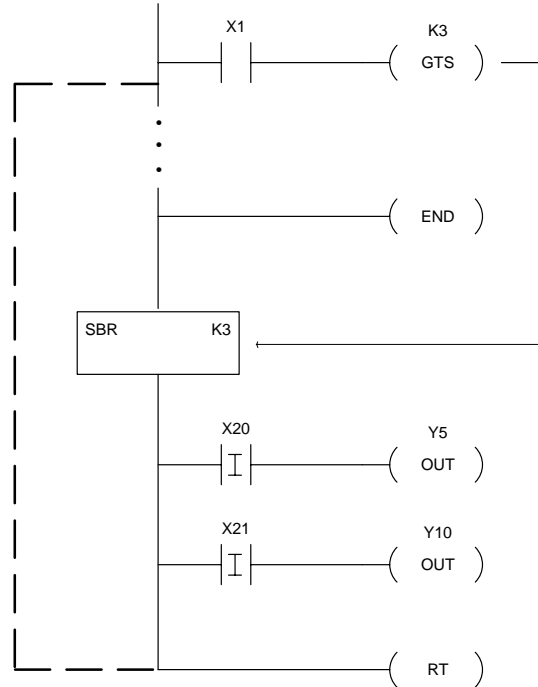 X1 K3
GTS
END
SBR K3
X20 Y5
I OUT
X21 Y10
I OUT
RT